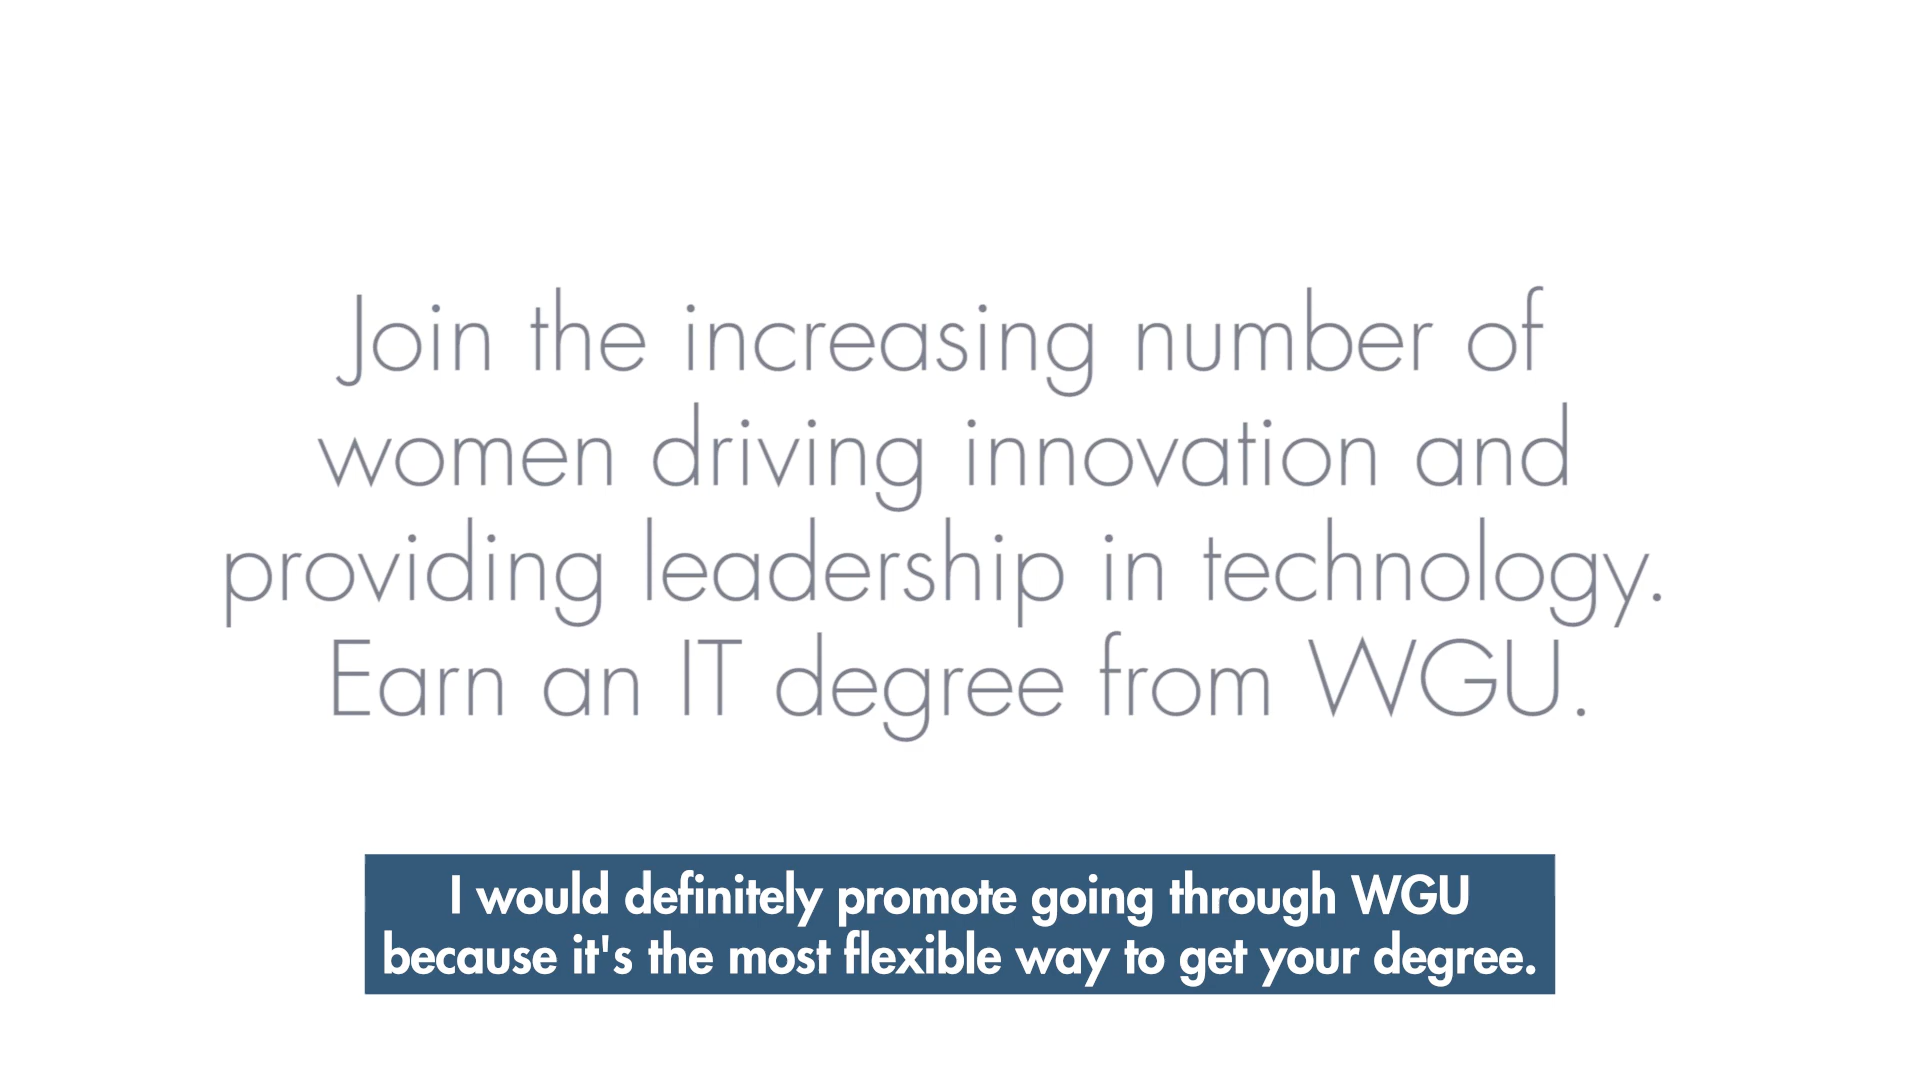 Join the increasing number of
women driving innovation and
providing leadership in technology.
Earn an IT degree from WGU.
I would definitely promote going through WGU
because it's the most flexible way to get your degree.